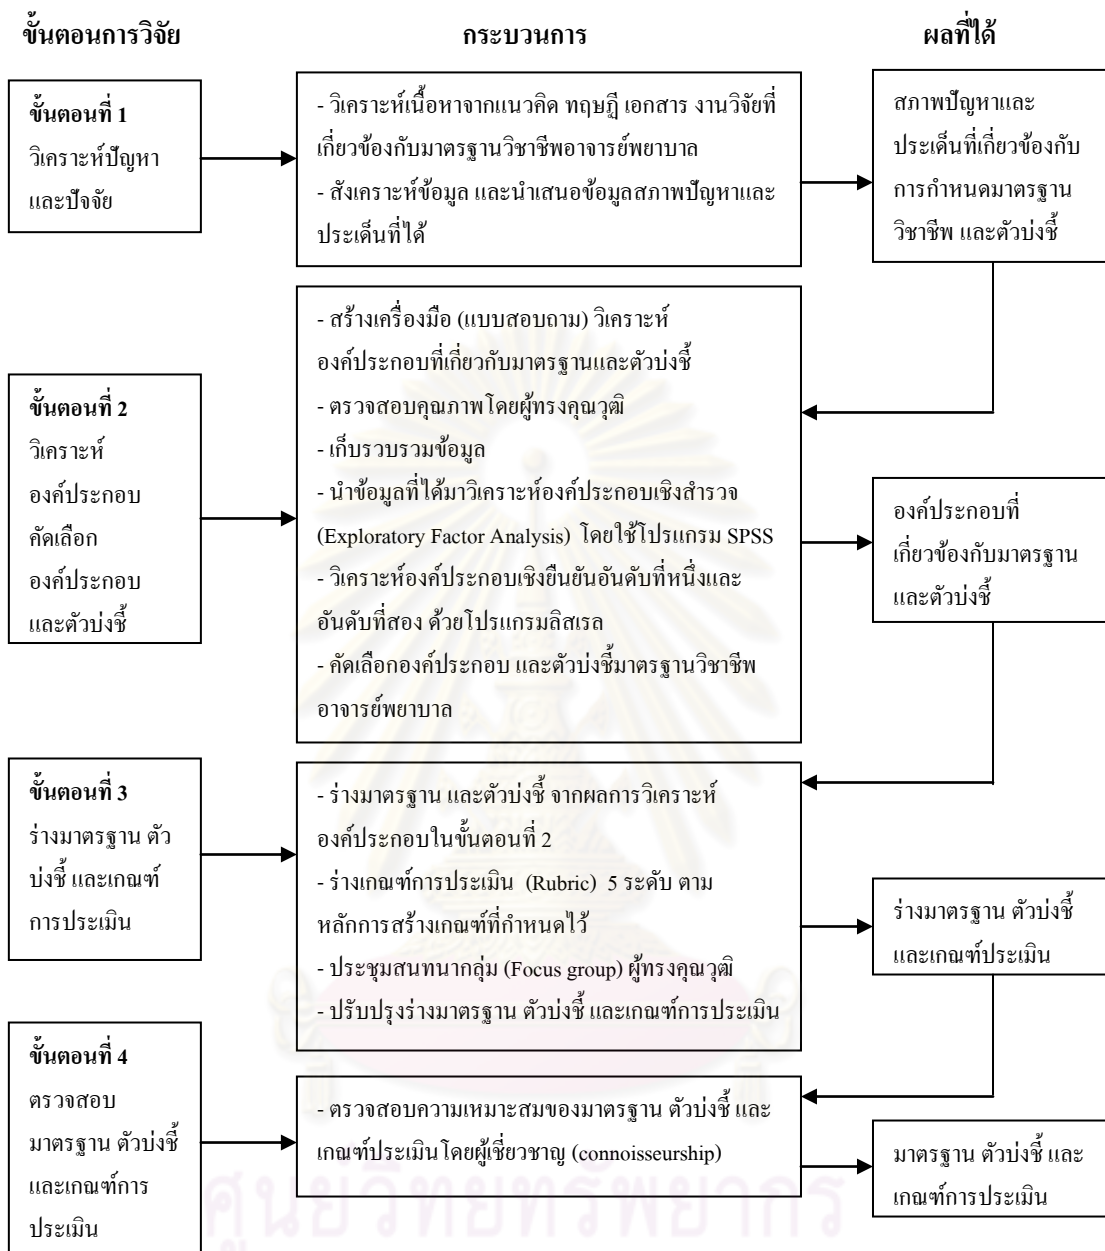 ขั้นตอนการวิจัย
กระบวนการ
ผลที่ได้
ขั้นตอนที่ 1
วิเคราะห์ปัญหา
และปัจจัย
- วิเคราะห์เนื้อหาจากแนวคิด ทฤษฎี เอกสาร งานวิจัยที่
เกี่ยวข้องกับมาตรฐานวิชาชีพอาจารย์พยาบาล
- สังเคราะห์ข้อมูล และนำเสนอข้อมูลสภาพปัญหาและ
ประเด็นที่ได้
สภาพปัญหาและ
ประเด็นที่เกี่ยวข้องกับ
การกำหนดมาตรฐาน
วิชาชีพ และตัวบ่งชี้
ขั้นตอนที่ 2
วิเคราะห์
องค์ประกอบ
คัดเลือก
องค์ประกอบ
และตัวบ่งชี้
- สร้างเครื่องมือ (แบบสอบถาม) วิเคราะห์
องค์ประกอบที่เกี่ยวกับมาตรฐานและตัวบ่งชี้
- ตรวจสอบคุณภาพโดยผู้ทรงคุณวุฒิ
- เก็บรวบรวมข้อมูล
- นำข้อมูลที่ได้มาวิเคราะห์องค์ประกอบเชิงสำรวจ
(Exploratory Factor Analysis) โดยใช้โปรแกรม SPSS
- วิเคราะห์องค์ประกอบเชิงยืนยันอันดับที่หนึ่งและ
อันดับที่สอง ด้วยโปรแกรมลิสเรล
- คัดเลือกองค์ประกอบ และตัวบ่งชี้มาตรฐานวิชาชีพ
อาจารย์พยาบาล
องค์ประกอบที่
เกี่ยวข้องกับมาตรฐาน
และตัวบ่งชี้
ขั้นตอนที่ 3
ร่างมาตรฐาน ตัว
บ่งชี้ และเกณฑ์
การประเมิน
- ร่างมาตรฐาน และตัวบ่งชี้ จากผลการวิเคราะห์
องค์ประกอบในขั้นตอนที่ 2
- ร่างเกณฑ์การประเมิน (Rubric) 5 ระดับ ตาม
หลักการสร้างเกณฑ์ที่กำหนดไว้
- ประชุมสนทนากลุ่ม (Focus group) ผู้ทรงคุณวุฒิ
- ปรับปรุงร่างมาตรฐาน ตัวบ่งชี้ และเกณฑ์การประเมิน
ร่างมาตรฐาน ตัวบ่งชี้
และเกณฑ์ประเมิน
ขั้นตอนที่ 4
ตรวจสอบ
มาตรฐาน ตัวบ่งชี้
และเกณฑ์การ
ประเมิน
- ตรวจสอบความเหมาะสมของมาตรฐาน ตัวบ่งชี้ และ
เกณฑ์ประเมินโดยผู้เชี่ยวชาญ (connoisseurship)
มาตรฐาน ตัวบ่งชี้ และ
เกณฑ์การประเมิน
ศูนย์วิทยทรัพยากร